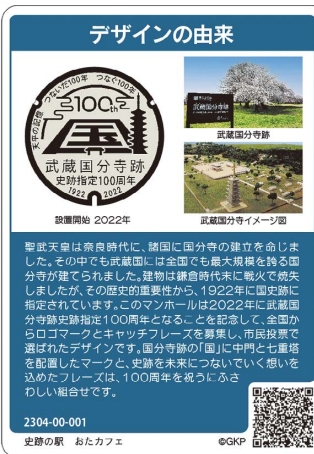 デザインの由来
天平の記憶 つないだ100年 つなぐ100年
100th
国
武蔵国分寺跡
史跡指定100周年
1922 2022
設置開始 2022年
武蔵国分寺跡
武蔵国分寺跡
武蔵国分寺イメージ図
聖武天皇は奈良時代に、諸国に国分寺の建立を命じま
した。その中でも武蔵国には全国でも最大規模を誇る国
分寺が建てられました。建物は鎌倉時代末に戦火で焼失
しましたが、その歴史的重要性から、1922年に国史跡に
指定されています。このマンホールは2022年に武蔵国
分寺跡史跡指定100周年となることを記念して、全国か
らロゴマークとキャッチフレーズを募集し、市民投票で
選ばれたデザインです。国分寺跡の「国」に中門と七重塔
を配置したマークと、史跡を未来につないでいく想いを
込めたフレーズは、100周年を祝うにふさ
わしい組合せです。
2304-00-001
史跡の駅 おたカフェ
©GKP